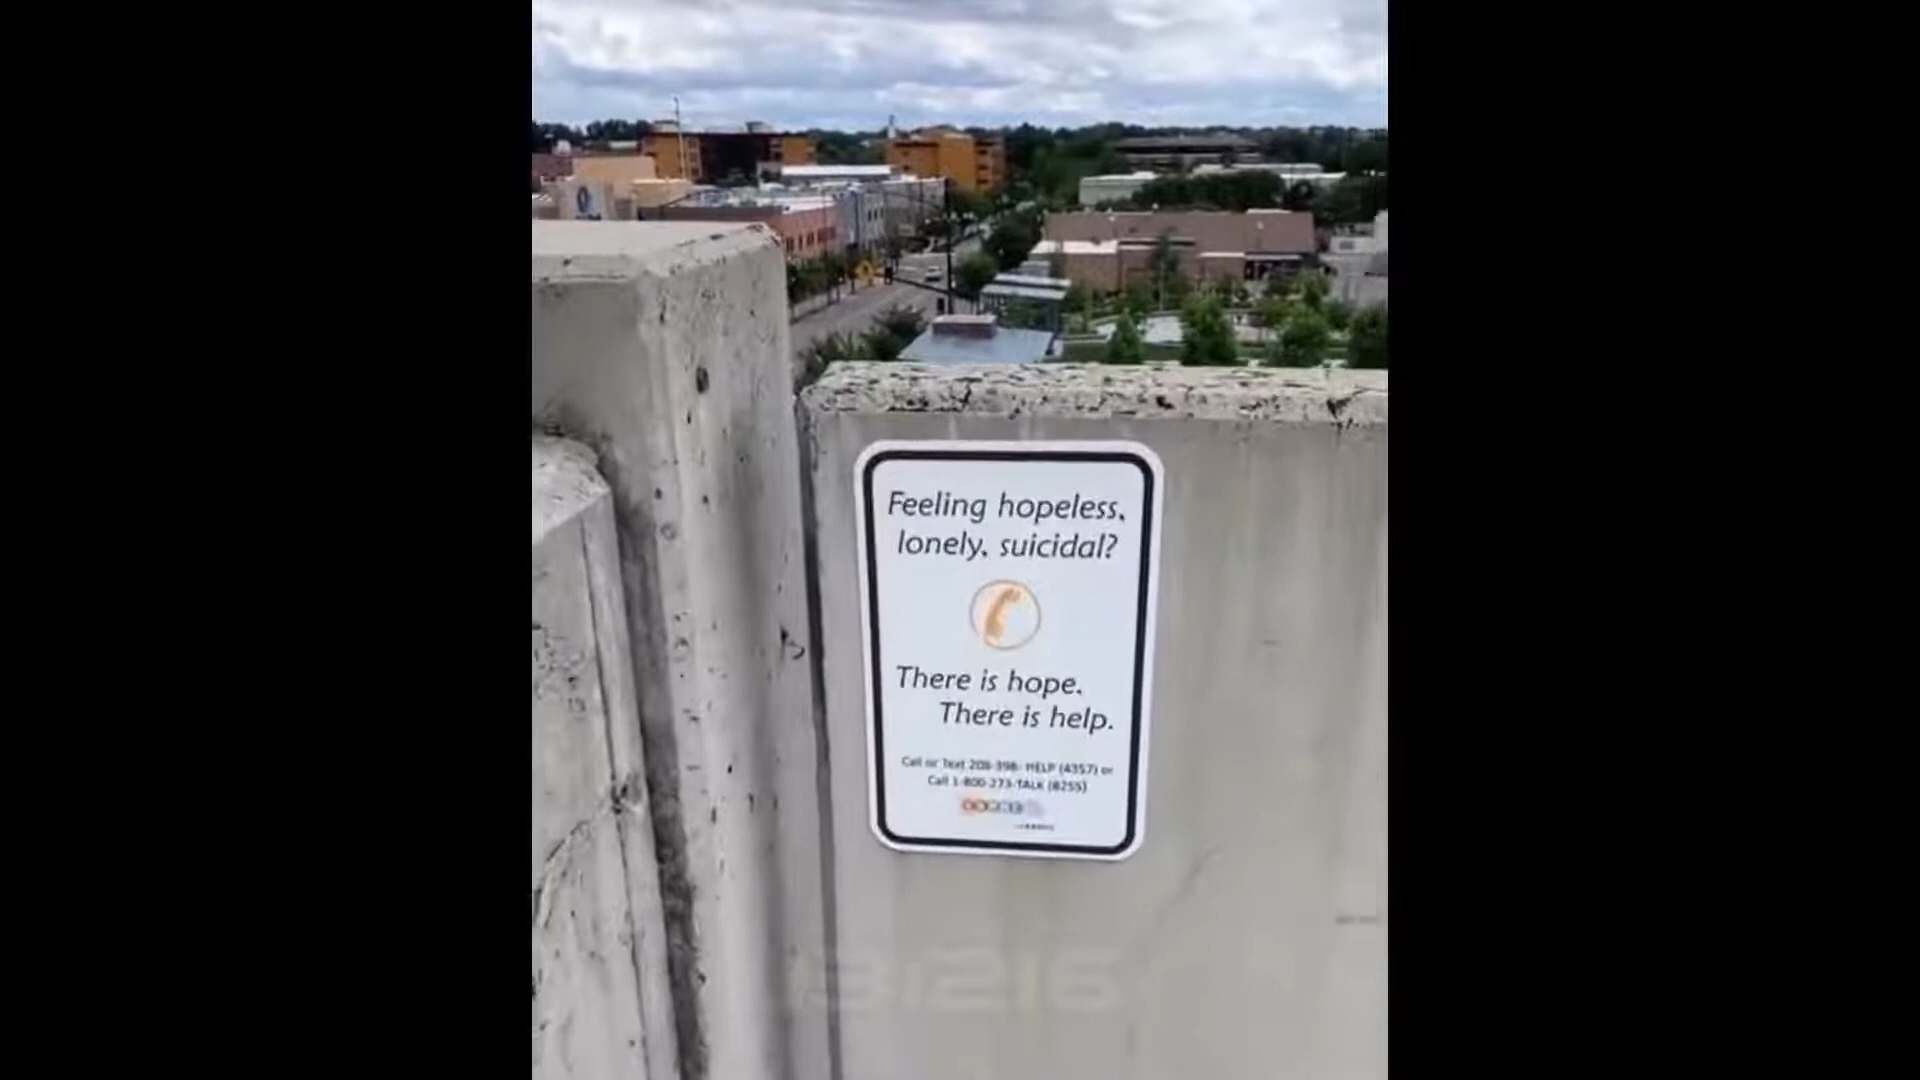 Feeling hopeless,
lonely, suicidal?
There is hope.
There is help.
Call or Text 208-398- HELP (4357) or
Call 1-800-273-TALK (8255)